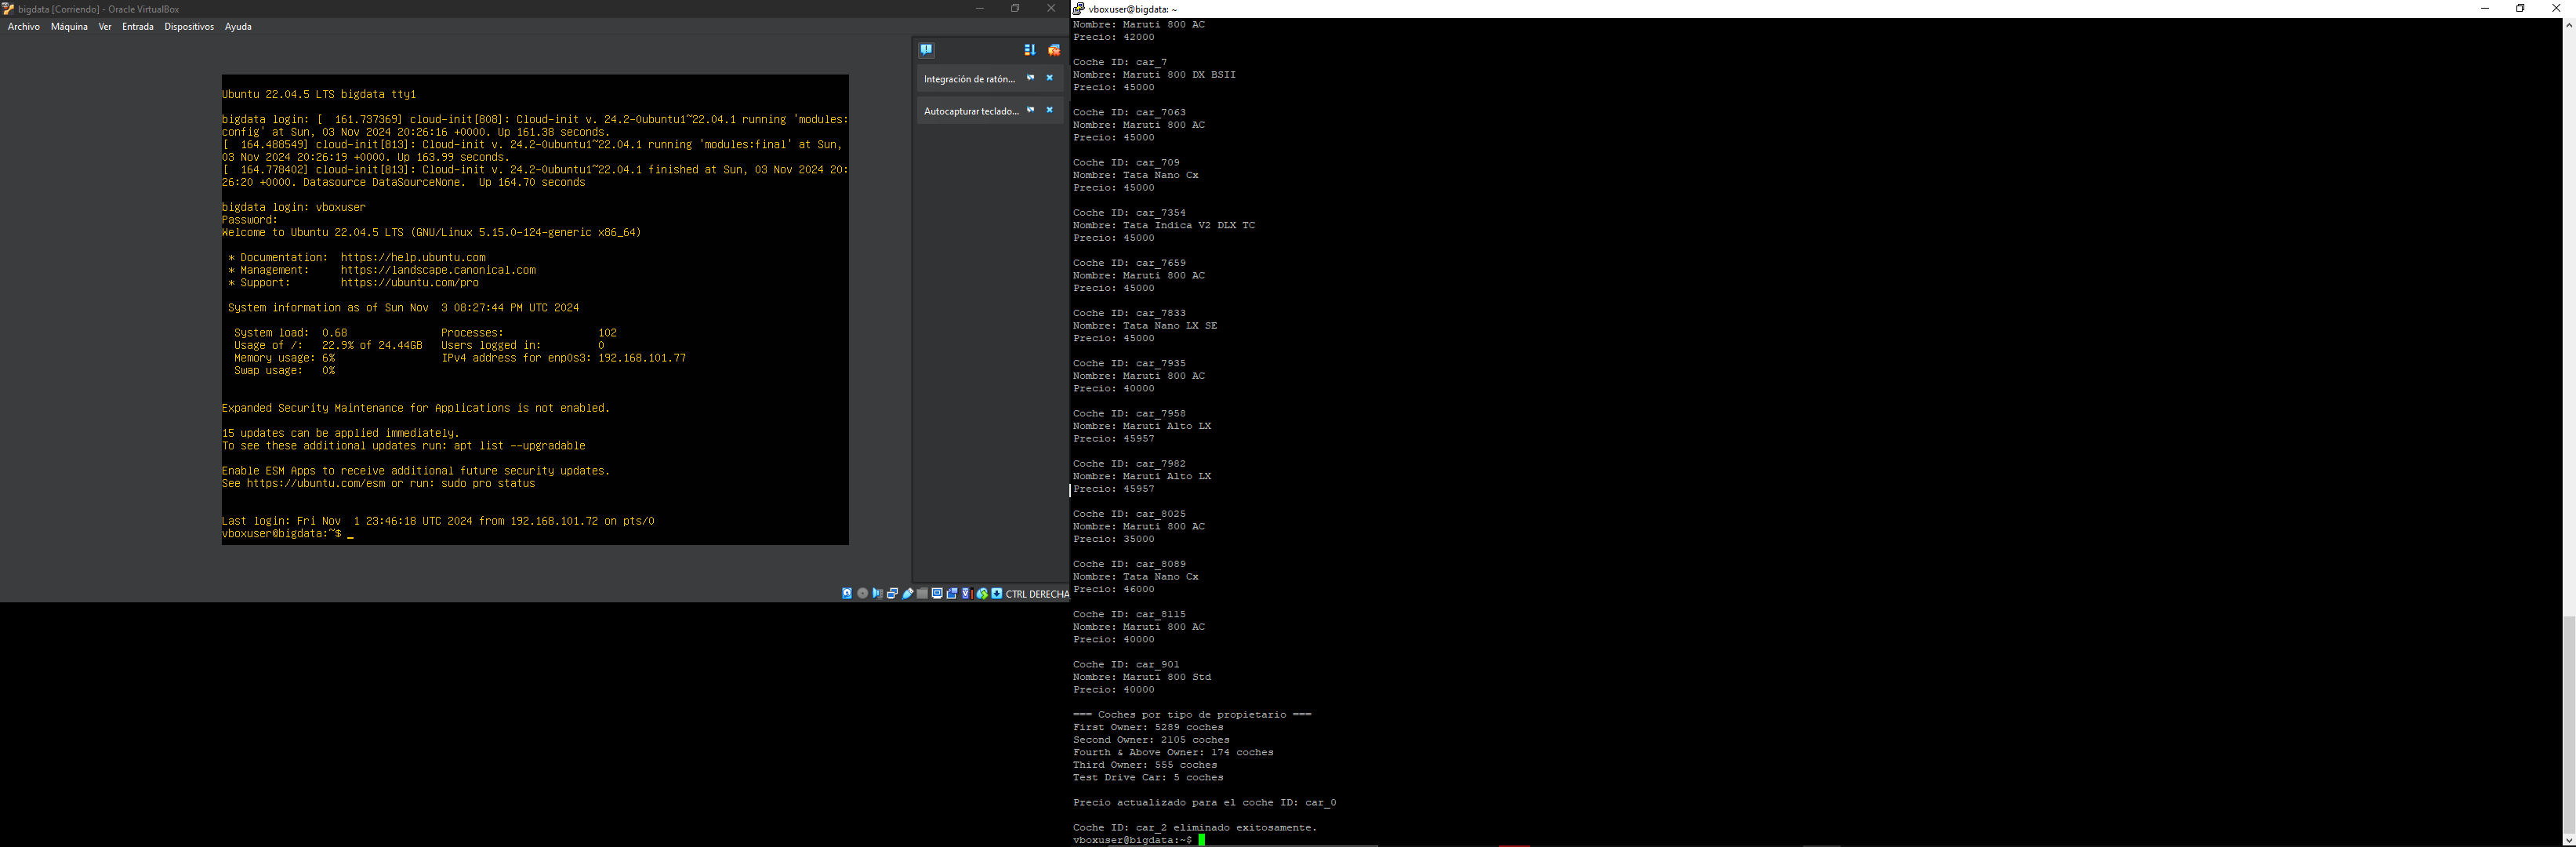 bigdata [Corriendo] - Oracle VirtualBox
Archivo Máquina Ver Entrada Dispositivos Ayuda
Integración de ratón...
Autocapturar teclado...
Ubuntu 22.04.5 LTS bigdata tty1
bigdata login: [  161.737369] cloud-init[808]: Cloud-init v. 24.2-0ubuntu1~22.04.1 running 'modules:
config' at Sun, 03 Nov 2024 20:26:16 +0000. Up 161.38 seconds.
[  164.488549] cloud-init[813]: Cloud-init v. 24.2-0ubuntu1~22.04.1 running 'modules:final' at Sun,
03 Nov 2024 20:26:19 +0000. Up 163.99 seconds.
[  164.778402] cloud-init[813]: Cloud-init v. 24.2-0ubuntu1~22.04.1 finished at Sun, 03 Nov 2024 20:
26:20 +0000. Datasource DataSourceNone.  Up 164.70 seconds
bigdata login: vboxuser
Password:
Welcome to Ubuntu 22.04.5 LTS (GNU/Linux 5.15.0-124-generic x86_64)
* Documentation:  https://help.ubuntu.com
* Management:     https://landscape.canonical.com
* Support:        https://ubuntu.com/pro
System information as of Sun Nov  3 08:27:44 PM UTC 2024
System load:  0.68               Processes:               102
Usage of /:   22.9% of 24.44GB   Users logged in:         0
Memory usage: 6%                 IPv4 address for enp0s3: 192.168.101.77
Swap usage:   0%
Expanded Security Maintenance for Applications is not enabled.
15 updates can be applied immediately.
To see these additional updates run: apt list --upgradable
Enable ESM Apps to receive additional future security updates.
See https://ubuntu.com/esm or run: sudo pro status
Last login: Fri Nov  1 23:46:18 UTC 2024 from 192.168.101.72 on pts/0
vboxuser@bigdata:~$ _
CTRL DERECHA
vboxuser@bigdata: ~
Nombre: Maruti 800 AC
Precio: 42000
Coche ID: car_7
Nombre: Maruti 800 DX BSII
Precio: 45000
Coche ID: car_7063
Nombre: Maruti 800 AC
Precio: 45000
Coche ID: car_709
Nombre: Tata Nano Cx
Precio: 45000
Coche ID: car_7354
Nombre: Tata Indica V2 DLX TC
Precio: 45000
Coche ID: car_7659
Nombre: Maruti 800 AC
Precio: 45000
Coche ID: car_7833
Nombre: Tata Nano LX SE
Precio: 45000
Coche ID: car_7935
Nombre: Maruti 800 AC
Precio: 40000
Coche ID: car_7958
Nombre: Maruti Alto LX
Precio: 45957
Coche ID: car_7982
Nombre: Maruti Alto LX
Precio: 45957
Coche ID: car_8025
Nombre: Maruti 800 AC
Precio: 35000
Coche ID: car_8089
Nombre: Tata Nano Cx
Precio: 46000
Coche ID: car_8115
Nombre: Maruti 800 AC
Precio: 40000
Coche ID: car_901
Nombre: Maruti 800 Std
Precio: 40000
=== Coches por tipo de propietario ===
First Owner: 5289 coches
Second Owner: 2105 coches
Fourth & Above Owner: 174 coches
Third Owner: 555 coches
Test Drive Car: 5 coches
Precio actualizado para el coche ID: car_0
Coche ID: car_2 eliminado exitosamente.
vboxuser@bigdata:~$